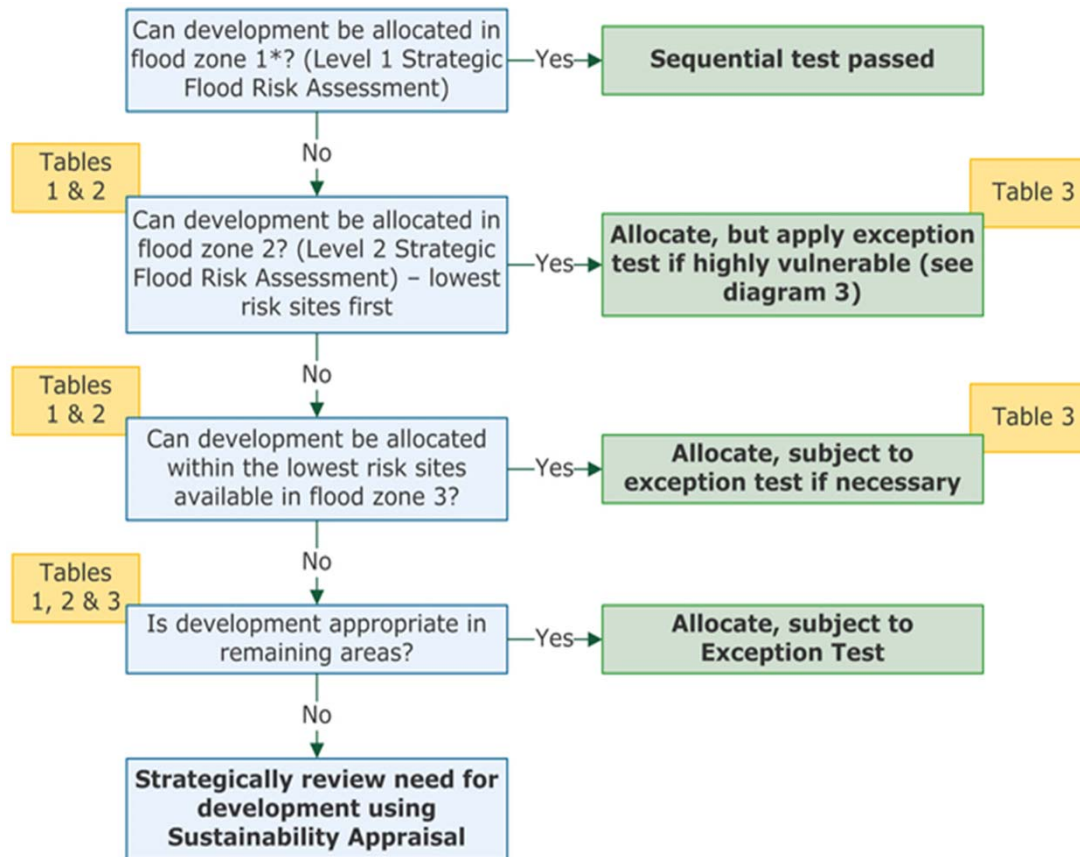 Can development be allocated in
flood zone 1*? (Level 1 Strategic
Flood Risk Assessment)
Yes
Sequential test passed
No
Tables
1 & 2
Table 3
Can development be allocated in
flood zone 2? (Level 2 Strategic
Flood Risk Assessment) – lowest
risk sites first
Yes
Allocate, but apply exception
test if highly vulnerable (see
diagram 3)
No
Tables
1 & 2
Table 3
Can development be allocated
within the lowest risk sites
available in flood zone 3?
Yes
Allocate, subject to
exception test if necessary
No
Tables
1, 2 & 3
Is development appropriate in
remaining areas?
Yes
Allocate, subject to
Exception Test
No
Strategically review need for
development using
Sustainability Appraisal